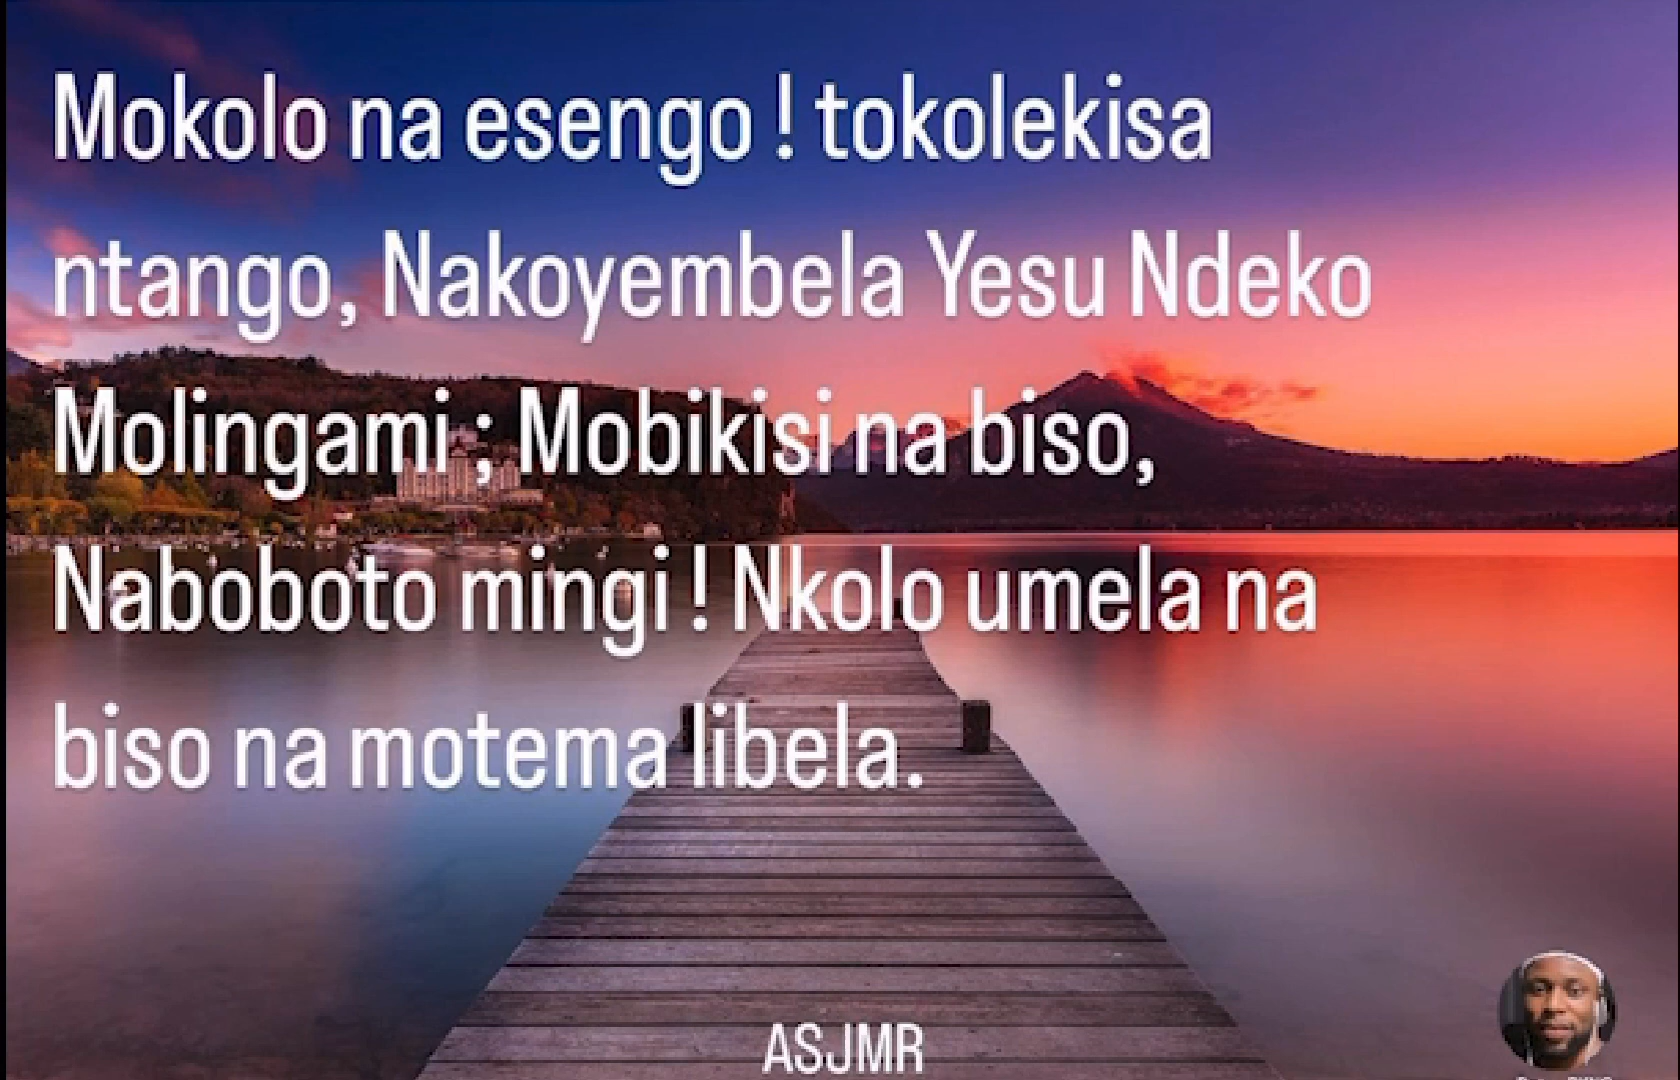 Mokolo na esengo ! tokolekisa
ntango, Nakoyembela Yesu Ndeko
Molingami ; Mobikisi na biso,
Naboboto mingi ! Nkolo umela na
biso na motema libela.
ASJMR